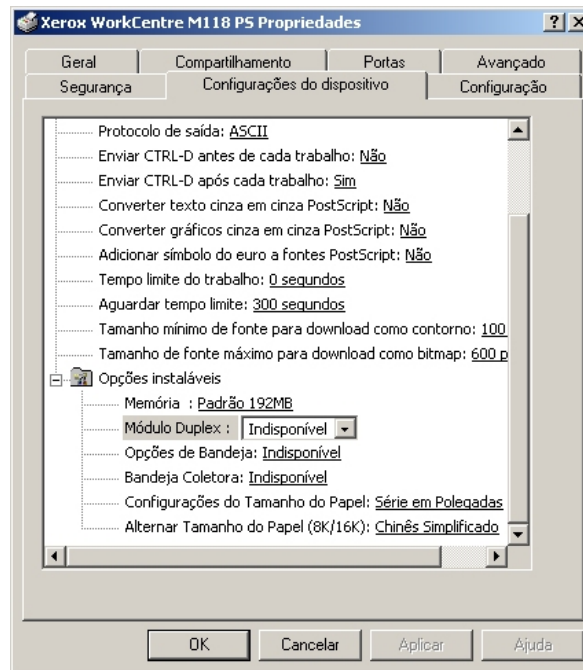 Xerox WorkCentre M118 PS Propriedades
Geral Compartilhamento Portas Avançado
Segurança Configurações do dispositivo Configuração
Protocolo de saída: ASCII
Enviar CTRL-D antes de cada trabalho: Não
Enviar CTRL-D após cada trabalho: Sim
Converter texto cinza em cinza PostScript: Não
Converter gráficos cinza em cinza PostScript: Não
Adicionar símbolo do euro a fontes PostScript: Não
Tempo limite do trabalho: 0 segundos
Aguardar tempo limite: 300 segundos
Tamanho mínimo de fonte para download como contorno: 100
Tamanho de fonte máximo para download como bitmap: 600 p
Opções instaláveis
Memória : Padrão 192MB
Módulo Duplex : Indisponível
Opções de Bandeja: Indisponível
Bandeja Coletora: Indisponível
Configurações do Tamanho do Papel: Série em Polegadas
Alternar Tamanho do Papel (8K/16K): Chinês Simplificado
OK Cancelar Aplicar Ajuda